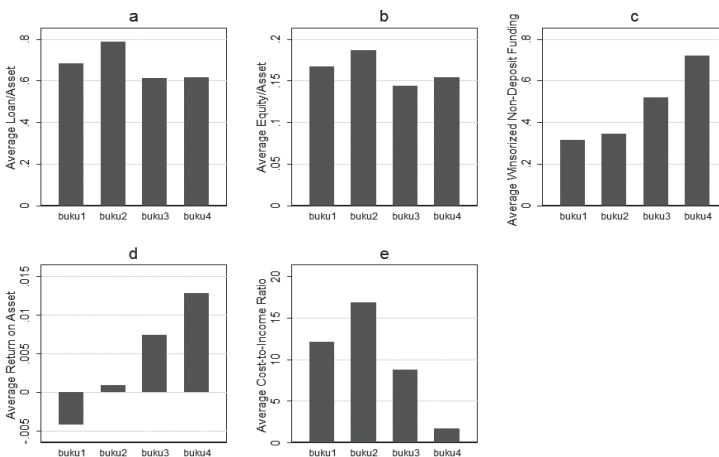 a
Average Loan/Asset
.8
.6
.4
.2
0
buku1 buku2 buku3 buku4
b
Average Equity/Asset
.2
.15
.1
.05
0
buku1 buku2 buku3 buku4
c
Average Winsorized Non-Deposit Funding
.8
.6
.4
.2
0
buku1 buku2 buku3 buku4
d
Average Return on Asset
.015
.01
.005
0
-.005
buku1 buku2 buku3 buku4
e
Average Cost-to-Income Ratio
20
15
10
5
0
buku1 buku2 buku3 buku4